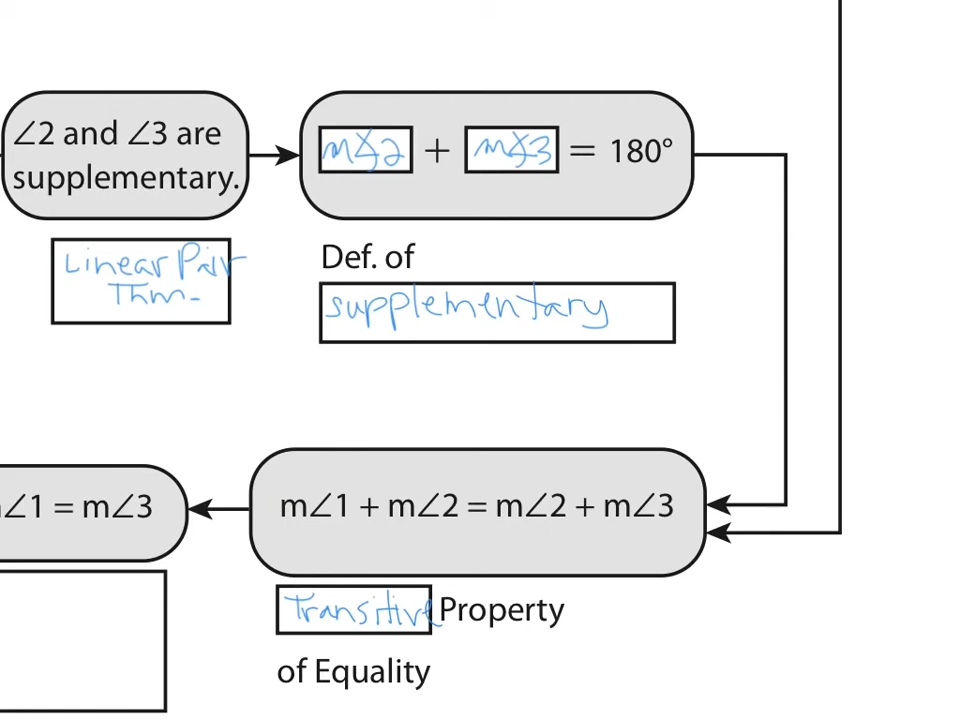 ∠2 and ∠3 are
supplementary.
m∡2 + m∡3 = 180°
Linear Pair
Thm.
Def. of
supplementary
∠1 = m∠3
m∠1 + m∠2 = m∠2 + m∠3
Transitive Property
of Equality